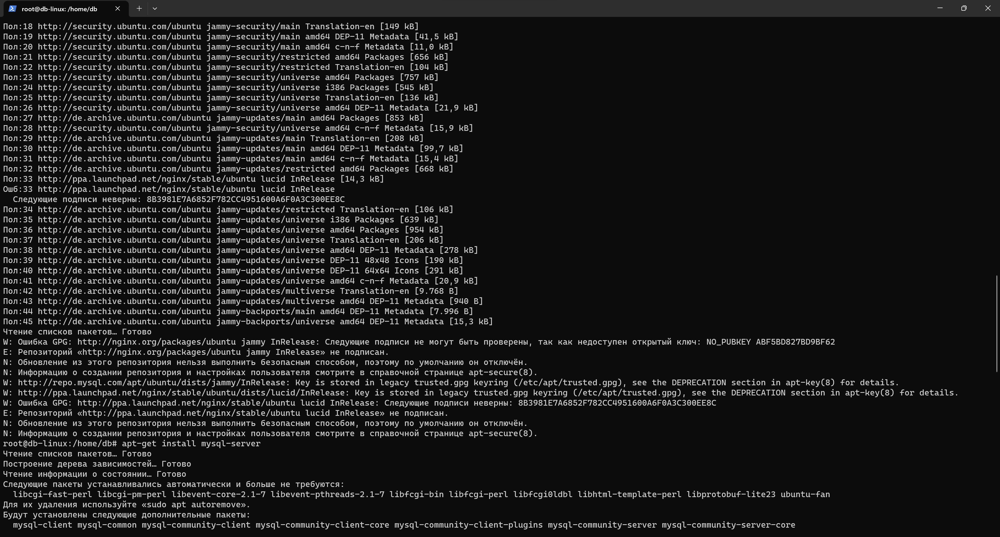 root@db-linux: /home/db
Пол:18 http://security.ubuntu.com/ubuntu jammy-security/main Translation-en [149 kB]
Пол:19 http://security.ubuntu.com/ubuntu jammy-security/main amd64 DEP-11 Metadata [41,5 kB]
Пол:20 http://security.ubuntu.com/ubuntu jammy-security/main amd64 c-n-f Metadata [11,0 kB]
Пол:21 http://security.ubuntu.com/ubuntu jammy-security/restricted amd64 Packages [656 kB]
Пол:22 http://security.ubuntu.com/ubuntu jammy-security/restricted Translation-en [104 kB]
Пол:23 http://security.ubuntu.com/ubuntu jammy-security/universe amd64 Packages [757 kB]
Пол:24 http://security.ubuntu.com/ubuntu jammy-security/universe i386 Packages [545 kB]
Пол:25 http://security.ubuntu.com/ubuntu jammy-security/universe Translation-en [136 kB]
Пол:26 http://security.ubuntu.com/ubuntu jammy-security/universe amd64 DEP-11 Metadata [21,9 kB]
Пол:27 http://de.archive.ubuntu.com/ubuntu jammy-updates/main amd64 Packages [853 kB]
Пол:28 http://security.ubuntu.com/ubuntu jammy-security/universe amd64 c-n-f Metadata [15,9 kB]
Пол:29 http://de.archive.ubuntu.com/ubuntu jammy-updates/main Translation-en [208 kB]
Пол:30 http://de.archive.ubuntu.com/ubuntu jammy-updates/main amd64 DEP-11 Metadata [99,7 kB]
Пол:31 http://de.archive.ubuntu.com/ubuntu jammy-updates/main amd64 c-n-f Metadata [15,4 kB]
Пол:32 http://de.archive.ubuntu.com/ubuntu jammy-updates/restricted amd64 Packages [668 kB]
Пол:33 http://ppa.launchpad.net/nginx/stable/ubuntu lucid InRelease [14,3 kB]
Ошб:33 http://ppa.launchpad.net/nginx/stable/ubuntu lucid InRelease
Следующие подписи неверны: 8B3981E7A6852F782CC4951600A6F0A3C300EE8C
Пол:34 http://de.archive.ubuntu.com/ubuntu jammy-updates/restricted Translation-en [106 kB]
Пол:35 http://de.archive.ubuntu.com/ubuntu jammy-updates/universe i386 Packages [639 kB]
Пол:36 http://de.archive.ubuntu.com/ubuntu jammy-updates/universe amd64 Packages [954 kB]
Пол:37 http://de.archive.ubuntu.com/ubuntu jammy-updates/universe Translation-en [206 kB]
Пол:38 http://de.archive.ubuntu.com/ubuntu jammy-updates/universe amd64 DEP-11 Metadata [278 kB]
Пол:39 http://de.archive.ubuntu.com/ubuntu jammy-updates/universe DEP-11 48x48 Icons [190 kB]
Пол:40 http://de.archive.ubuntu.com/ubuntu jammy-updates/universe DEP-11 64x64 Icons [291 kB]
Пол:41 http://de.archive.ubuntu.com/ubuntu jammy-updates/universe amd64 c-n-f Metadata [20,9 kB]
Пол:42 http://de.archive.ubuntu.com/ubuntu jammy-updates/multiverse Translation-en [9.768 B]
Пол:43 http://de.archive.ubuntu.com/ubuntu jammy-updates/multiverse amd64 DEP-11 Metadata [940 B]
Пол:44 http://de.archive.ubuntu.com/ubuntu jammy-backports/main amd64 DEP-11 Metadata [7.996 B]
Пол:45 http://de.archive.ubuntu.com/ubuntu jammy-backports/universe amd64 DEP-11 Metadata [15,3 kB]
Чтение списков пакетов… Готово
W: Ошибка GPG: http://nginx.org/packages/ubuntu jammy InRelease: Следующие подписи не могут быть проверены, так как недоступен открытый ключ: NO_PUBKEY ABF5BD827BD9BF62
E: Репозиторий «http://nginx.org/packages/ubuntu jammy InRelease» не подписан.
N: Обновление из этого репозитория нельзя выполнить безопасным способом, поэтому по умолчанию он отключён.
N: Информацию о создании репозитория и настройках пользователя смотрите в справочной странице apt-secure(8).
W: http://repo.mysql.com/apt/ubuntu/dists/jammy/InRelease: Key is stored in legacy trusted.gpg keyring (/etc/apt/trusted.gpg), see the DEPRECATION section in apt-key(8) for details.
W: http://ppa.launchpad.net/nginx/stable/ubuntu/dists/lucid/InRelease: Key is stored in legacy trusted.gpg keyring (/etc/apt/trusted.gpg), see the DEPRECATION section in apt-key(8) for details.
W: Ошибка GPG: http://ppa.launchpad.net/nginx/stable/ubuntu lucid InRelease: Следующие подписи неверны: 8B3981E7A6852F782CC4951600A6F0A3C300EE8C
E: Репозиторий «http://ppa.launchpad.net/nginx/stable/ubuntu lucid InRelease» не подписан.
N: Обновление из этого репозитория нельзя выполнить безопасным способом, поэтому по умолчанию он отключён.
N: Информацию о создании репозитория и настройках пользователя смотрите в справочной странице apt-secure(8).
root@db-linux:/home/db# apt-get install mysql-server
Чтение списков пакетов… Готово
Построение дерева зависимостей… Готово
Чтение информации о состоянии… Готово
Следующие пакеты устанавливались автоматически и больше не требуются:
libcgi-fast-perl libcgi-pm-perl libevent-core-2.1-7 libevent-pthreads-2.1-7 libfcgi-bin libfcgi-perl libfcgi0ldbl libhtml-template-perl libprotobuf-lite23 ubuntu-fan
Для их удаления используйте «sudo apt autoremove».
Будут установлены следующие дополнительные пакеты:
mysql-client mysql-common mysql-community-client mysql-community-client-core mysql-community-client-plugins mysql-community-server mysql-community-server-core